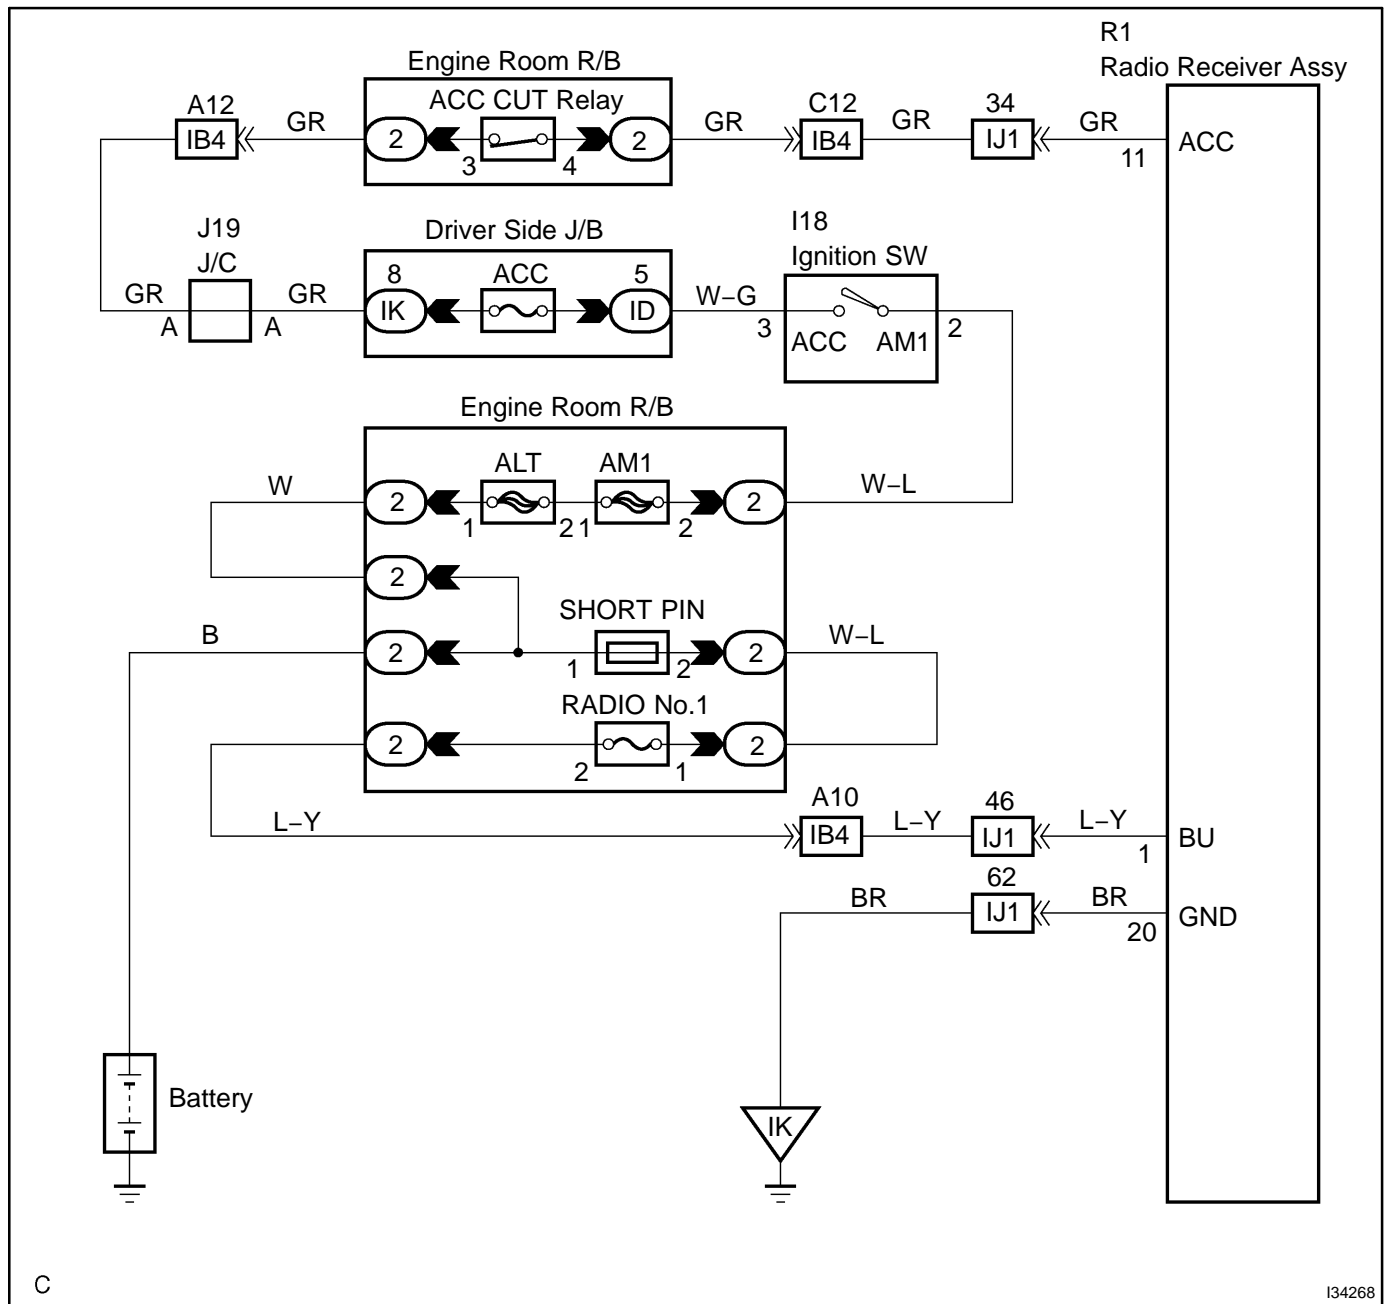 R1
Radio Receiver Assy
Engine Room R/B
ACC CUT Relay
A12
IB4
GR
2
3
4
2
GR
C12
IB4
GR
34
IJ1
GR
11
ACC
J19
J/C
GR
A
A
GR
Driver Side J/B
8
IK
ACC
5
ID
W–G
I18
Ignition SW
3
ACC
AM1
2
Engine Room R/B
W
2
ALT
1
2
AM1
1
2
2
W–L
2
B
2
SHORT PIN
1
2
2
W–L
2
RADIO No.1
2
1
2
L–Y
A10
IB4
L–Y
46
IJ1
L–Y
1
BU
BR
62
IJ1
BR
20
GND
Battery
IK
C
I34268